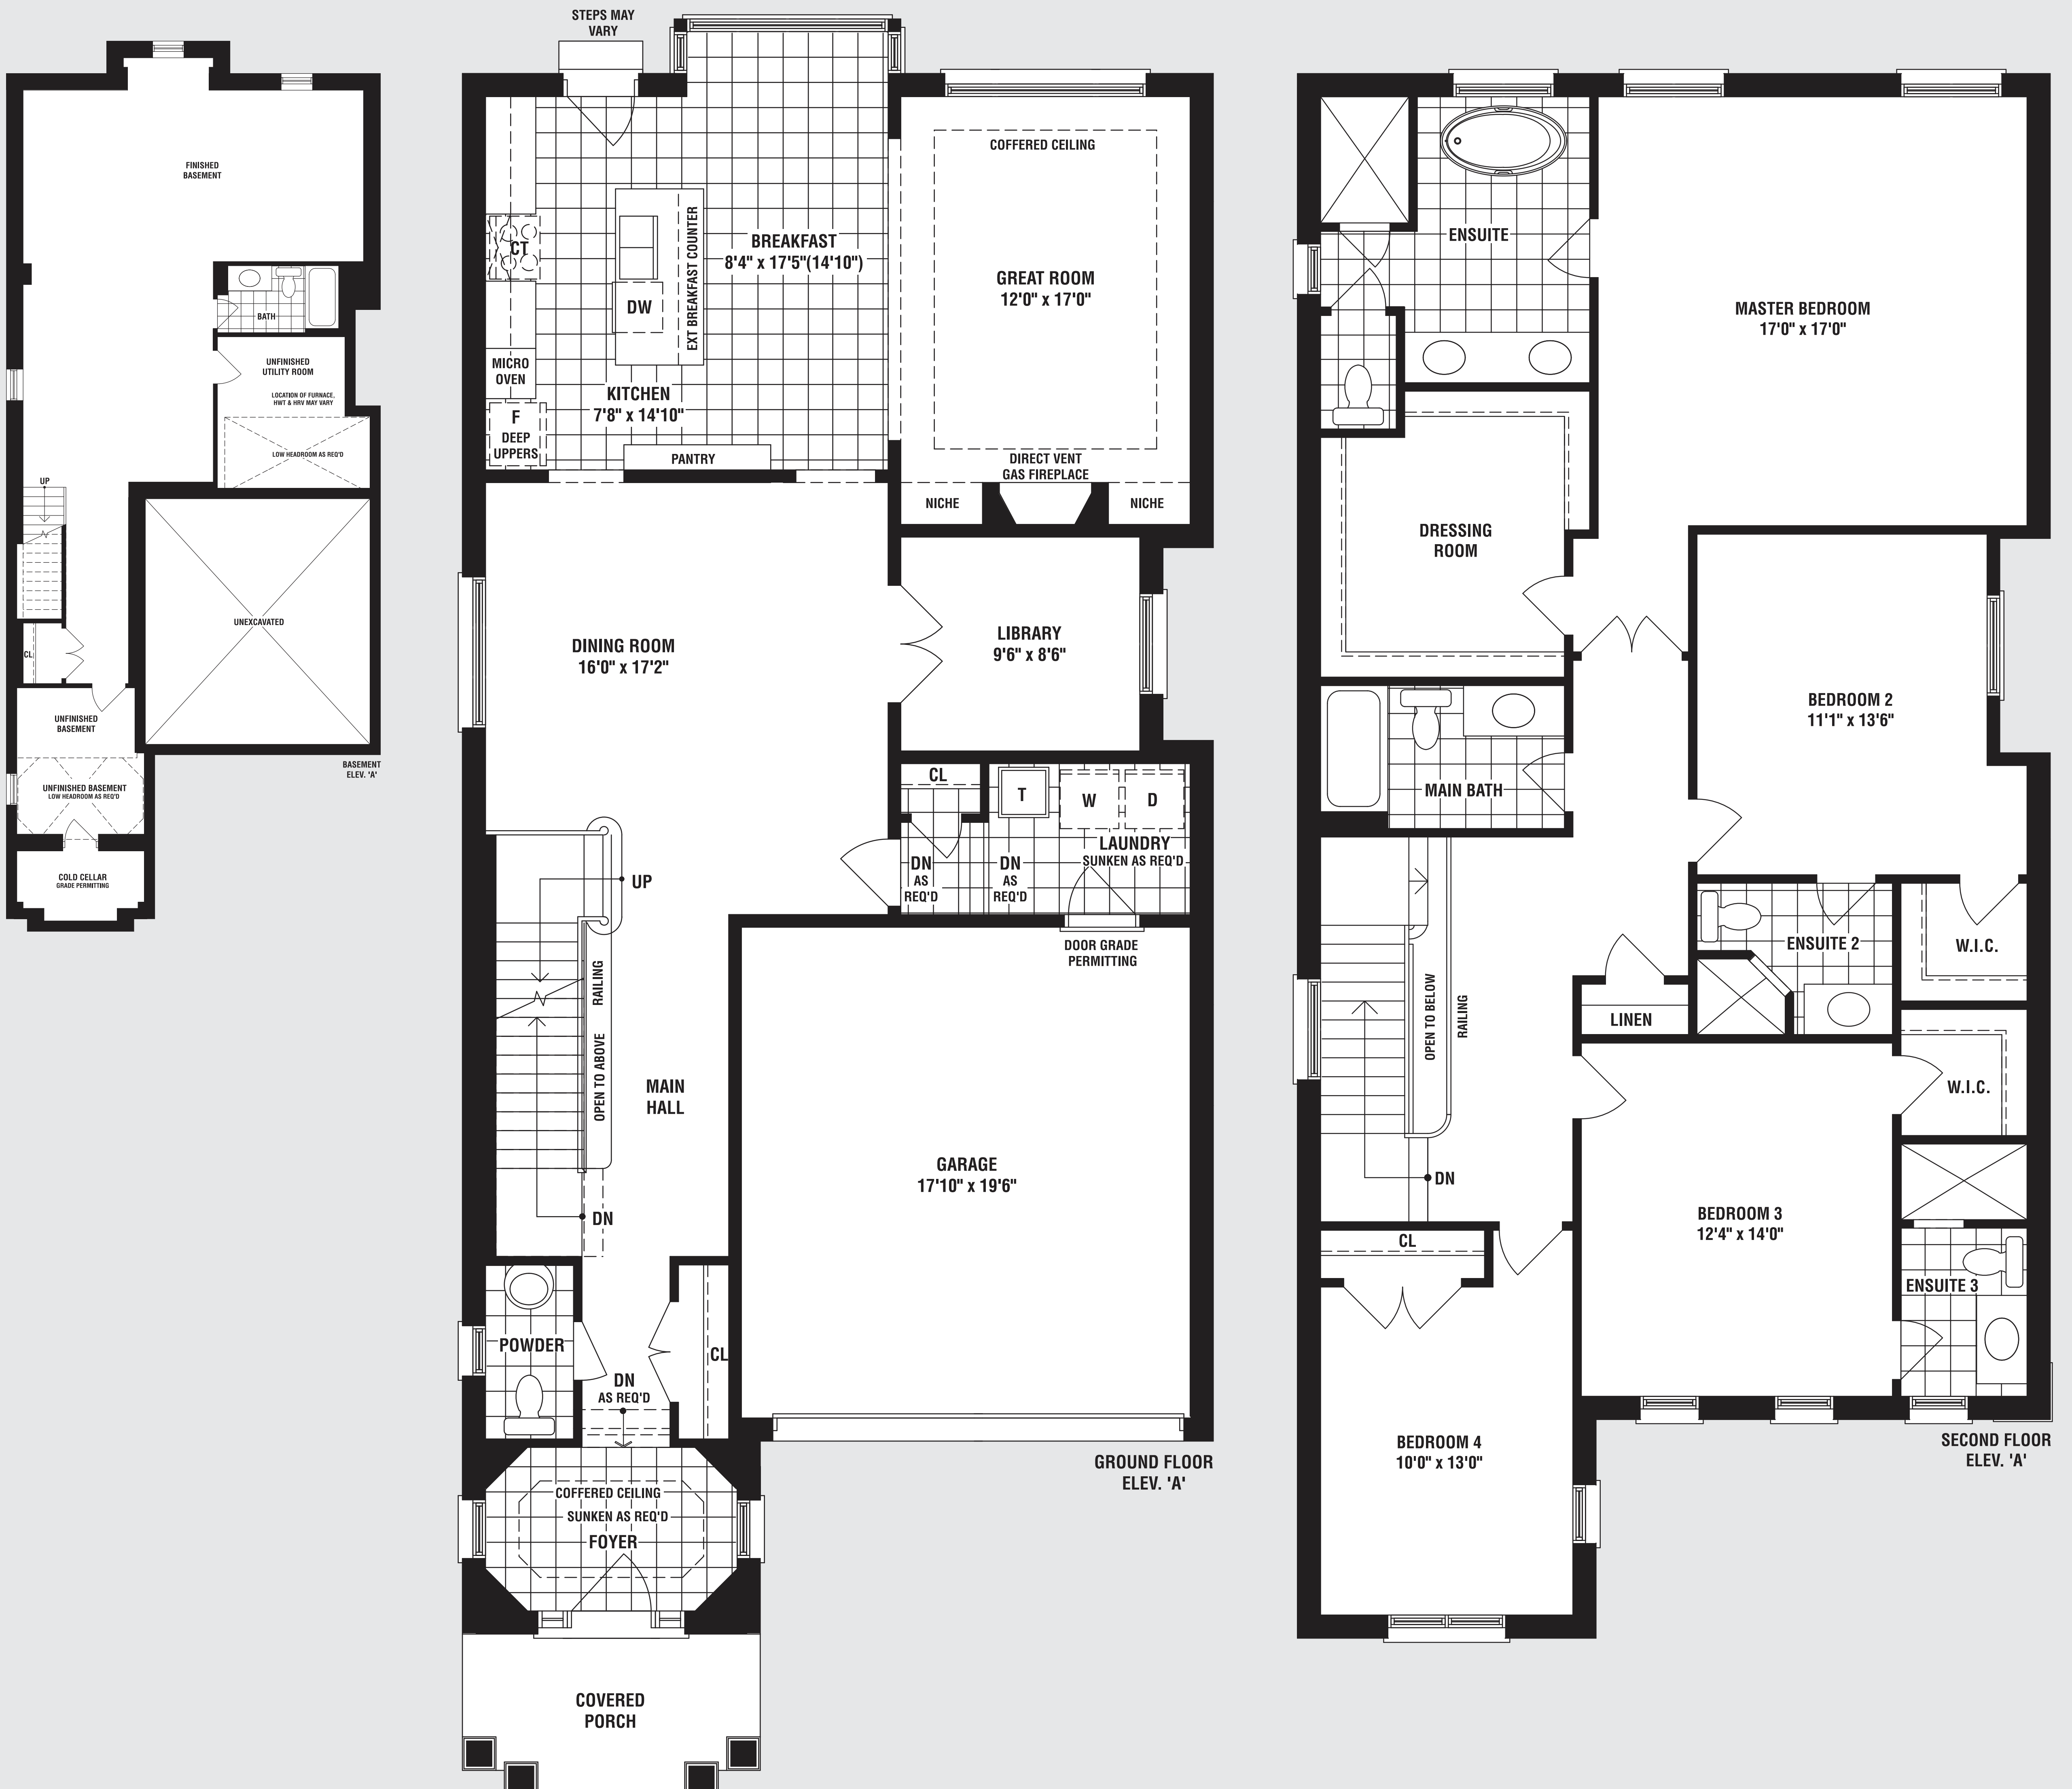 FINISHED
BASEMENT
BATH
UNFINISHED
UTILITY ROOM
LOCATION OF FURNACE,
HWT & HRV MAY VARY
LOW HEADROOM AS REQ'D
UP
UNEXCAVATED
CL
UNFINISHED
BASEMENT
BASEMENT
ELEV. 'A'
UNFINISHED BASEMENT
LOW HEADROOM AS REQ'D
COLD CELLAR
GRADE PERMITTING
STEPS MAY
VARY
COFFERED CEILING
CT
BREAKFAST
8'4" x 17'5"(14'10")
EXT BREAKFAST COUNTER
DW
GREAT ROOM
12'0" x 17'0"
MICRO
OVEN
KITCHEN
7'8" x 14'10"
F
DEEP
UPPERS
PANTRY
DIRECT VENT
GAS FIREPLACE
NICHE
NICHE
DINING ROOM
16'0" x 17'2"
LIBRARY
9'6" x 8'6"
CL
T
W
D
LAUNDRY
SUNKEN AS REQ'D
DN
AS
REQ'D
DN
AS
REQ'D
UP
DOOR GRADE
PERMITTING
RAILING
OPEN TO ABOVE
MAIN
HALL
GARAGE
17'10" x 19'6"
DN
POWDER
CL
DN
AS REQ'D
GROUND FLOOR
ELEV. 'A'
COFFERED CEILING
SUNKEN AS REQ'D
FOYER
COVERED
PORCH
ENSUITE
MASTER BEDROOM
17'0" x 17'0"
DRESSING
ROOM
BEDROOM 2
11'1" x 13'6"
MAIN BATH
ENSUITE 2
W.I.C.
OPEN TO BELOW
RAILING
LINEN
W.I.C.
DN
BEDROOM 3
12'4" x 14'0"
CL
ENSUITE 3
BEDROOM 4
10'0" x 13'0"
SECOND FLOOR
ELEV. 'A'